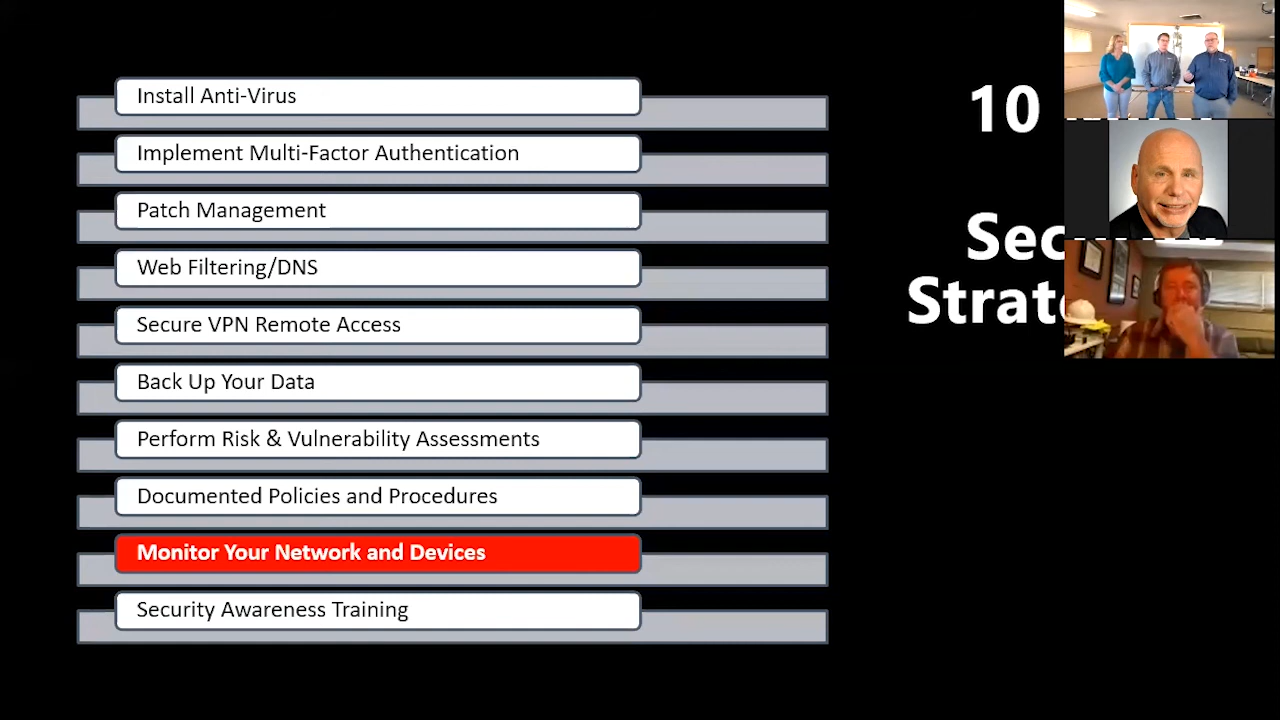 Install Anti-Virus
Implement Multi-Factor Authentication
Patch Management
Web Filtering/DNS
Secure VPN Remote Access
Back Up Your Data
Perform Risk & Vulnerability Assessments
Documented Policies and Procedures
Monitor Your Network and Devices
Security Awareness Training
10